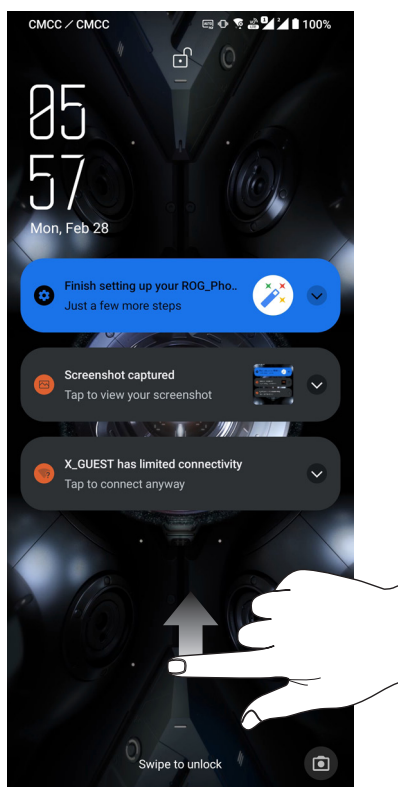 CMCC / CMCC 100%
05
57
Mon, Feb 28
Finish setting up your ROG_Pho..
Just a few more steps
Screenshot captured
Tap to view your screenshot
X_GUEST has limited connectivity
Tap to connect anyway
Swipe to unlock